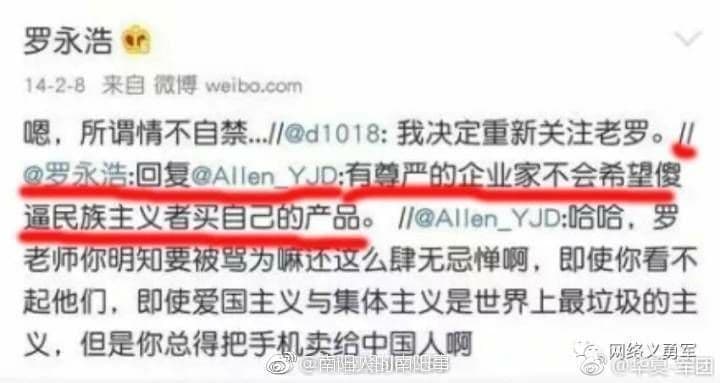 罗永浩
14-2-8 来自 微博 weibo.com
嗯，所谓情不自禁...//@d1018: 我决定重新关注老罗。//
@罗永浩:回复@Allen_YJD:有尊严的企业家不会希望傻
逼民族主义者买自己的产品。 //@Allen_YJD:哈哈，罗
老师你明知要被骂为嘛还这么肆无忌惮啊，即使你看不
起他们，即使爱国主义与集体主义是世界上最垃圾的主
义，但是你总得把手机卖给中国人啊
网络义勇军